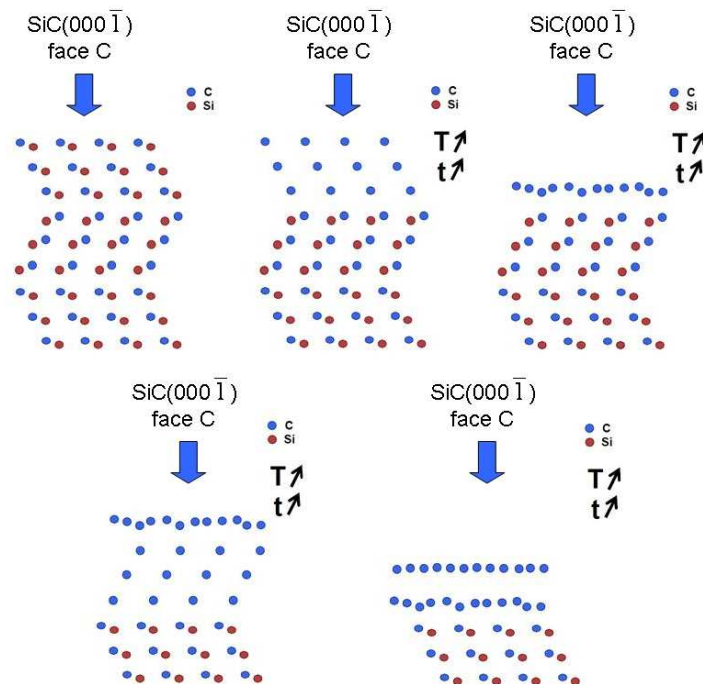 SiC(000 1̅)
face C
C
Si
SiC(000 1̅)
face C
C
Si
T↗
t↗
SiC(000 1̅)
face C
C
Si
T↗
t↗
SiC(000 1̅)
face C
C
Si
T↗
t↗
SiC(000 1̅)
face C
C
Si
T↗
t↗